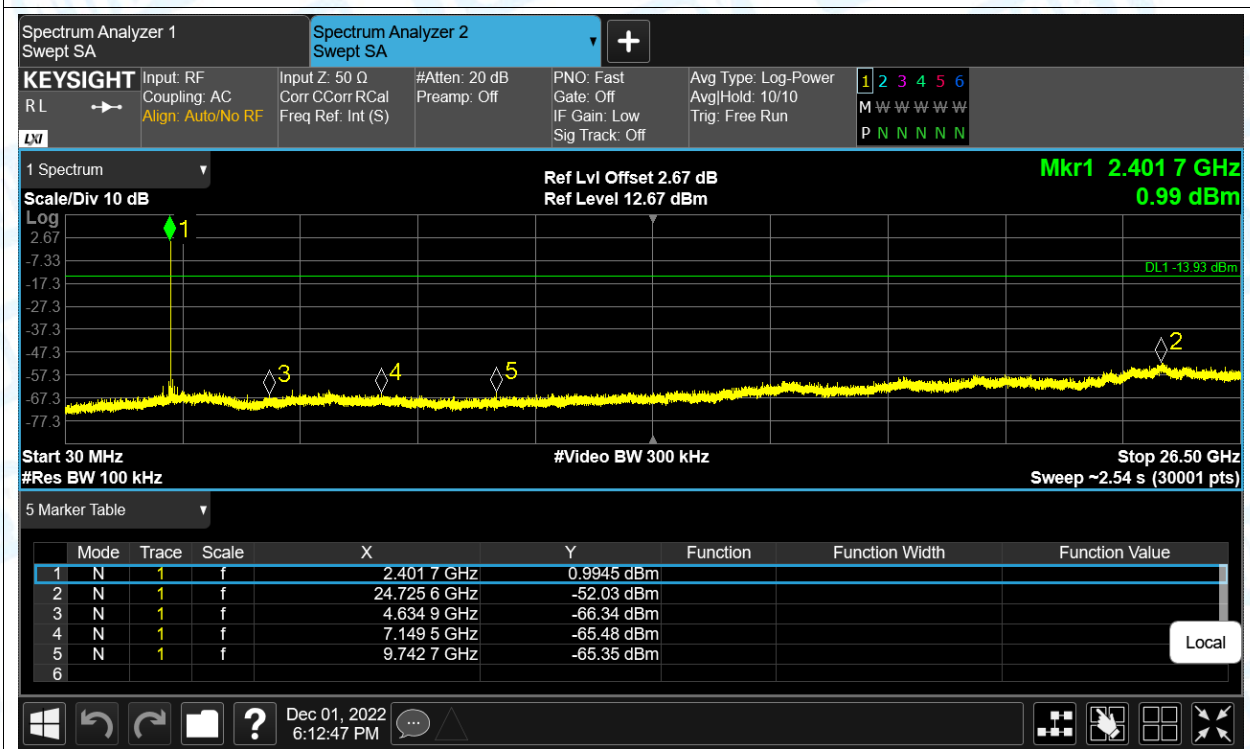 Spectrum Analyzer 1
Swept SA
Spectrum Analyzer 2
Swept SA
▼
+
KEYSIGHT
R L
LXI
Input: RF
Coupling: AC
Align: Auto/No RF
Input Z: 50 Ω
Corr CCorr RCal
Freq Ref: Int (S)
#Atten: 20 dB
Preamp: Off
PNO: Fast
Gate: Off
IF Gain: Low
Sig Track: Off
Avg Type: Log-Power
Avg|Hold: 10/10
Trig: Free Run
1 2 3 4 5 6
M W W W W W
P N N N N N
1 Spectrum ▼
Scale/Div 10 dB
Ref Lvl Offset 2.67 dB
Ref Level 12.67 dBm
Mkr1 2.401 7 GHz
0.99 dBm
Log
2.67
-7.33
-17.3
-27.3
-37.3
-47.3
-57.3
-67.3
-77.3
1
DL1 -13.93 dBm
2
3
4
5
Start 30 MHz
#Res BW 100 kHz
#Video BW 300 kHz
Stop 26.50 GHz
Sweep ~2.54 s (30001 pts)
5 Marker Table ▼
Mode Trace Scale X Y Function Function Width Function Value
1 N 1 f 2.401 7 GHz 0.9945 dBm
2 N 1 f 24.725 6 GHz -52.03 dBm
3 N 1 f 4.634 9 GHz -66.34 dBm
4 N 1 f 7.149 5 GHz -65.48 dBm
5 N 1 f 9.742 7 GHz -65.35 dBm
6
Local
?
Dec 01, 2022
6:12:47 PM
...